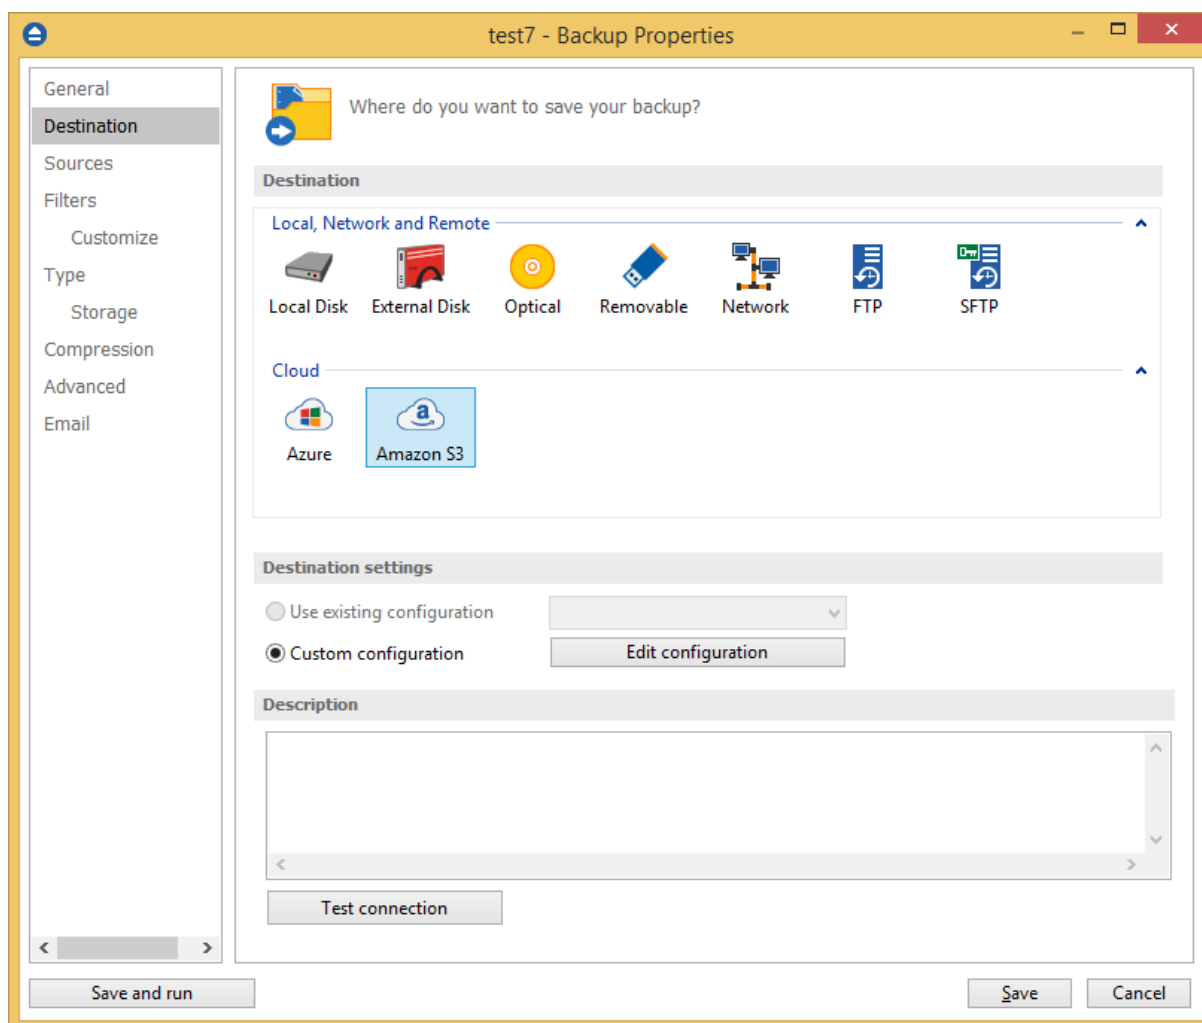 test7 - Backup Properties
General
Destination
Sources
Filters
Customize
Type
Storage
Compression
Advanced
Email
Where do you want to save your backup?
Destination
Local, Network and Remote
Local Disk External Disk Optical Removable Network FTP SFTP
Cloud
a
Azure Amazon S3
Destination settings
Use existing configuration
Custom configuration Edit configuration
Description
Test connection
Save and run Save Cancel